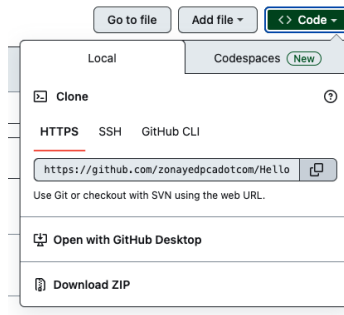 Go to file Add file <> Code
Local Codespaces New
Clone
HTTPS SSH GitHub CLI
https://github.com/zonayedpcadotcom/Hello
Use Git or checkout with SVN using the web URL.
Open with GitHub Desktop
Download ZIP